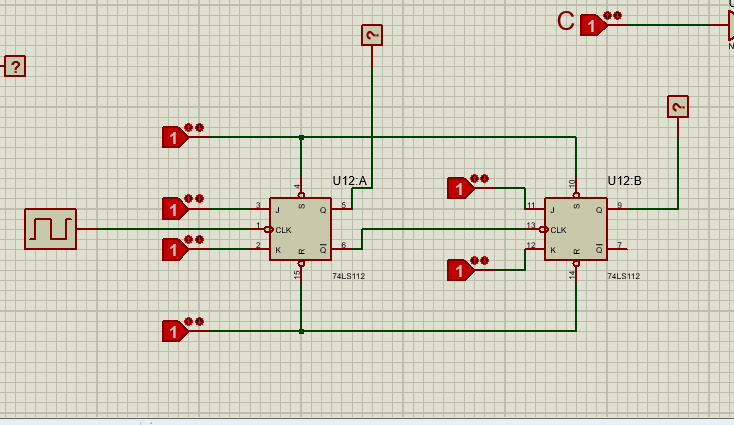 C 1
?
?
?
1
1
1
1
1
1
U12:A
3 J
4 S
Q 5
1 CLK
2 K
R 15
Q 6
74LS112
U12:B
11 J
10 S
Q 9
13 CLK
12 K
R 14
Q 7
74LS112